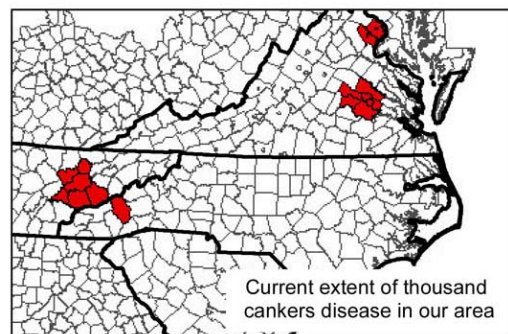 Current extent of thousand
cankers disease in our area